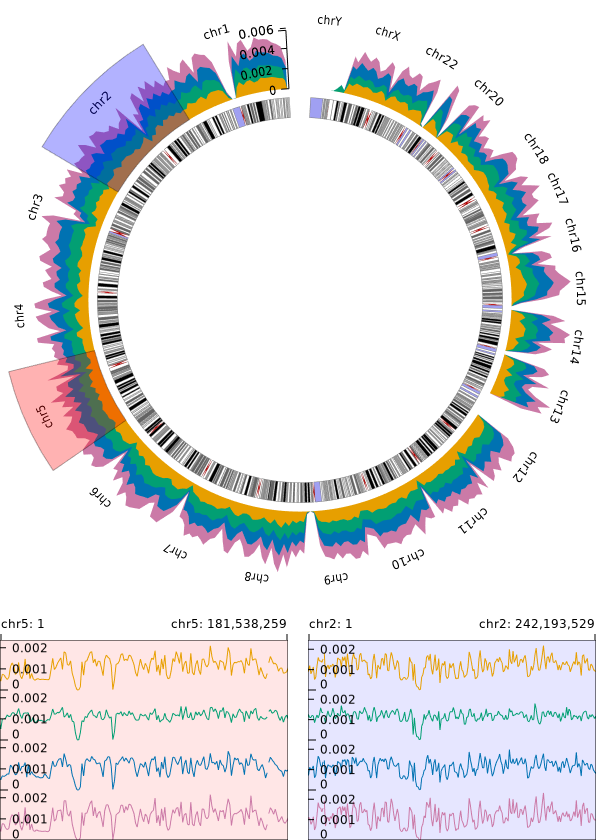 chrY
chrX
chr22
chr20
chr18
chr17
chr16
chr15
chr14
chr13
chr12
chr11
chr10
chr9
chr8
chr7
chr6
chr5
chr4
chr3
chr2
chr1
0.006
0.004
0.002
0
chr5: 1 chr5: 181,538,259
0.002
0.001
0
0.002
0.001
0
0.002
0.001
0
0.002
0.001
0
chr2: 1 chr2: 242,193,529
0.002
0.001
0
0.002
0.001
0
0.002
0.001
0
0.002
0.001
0